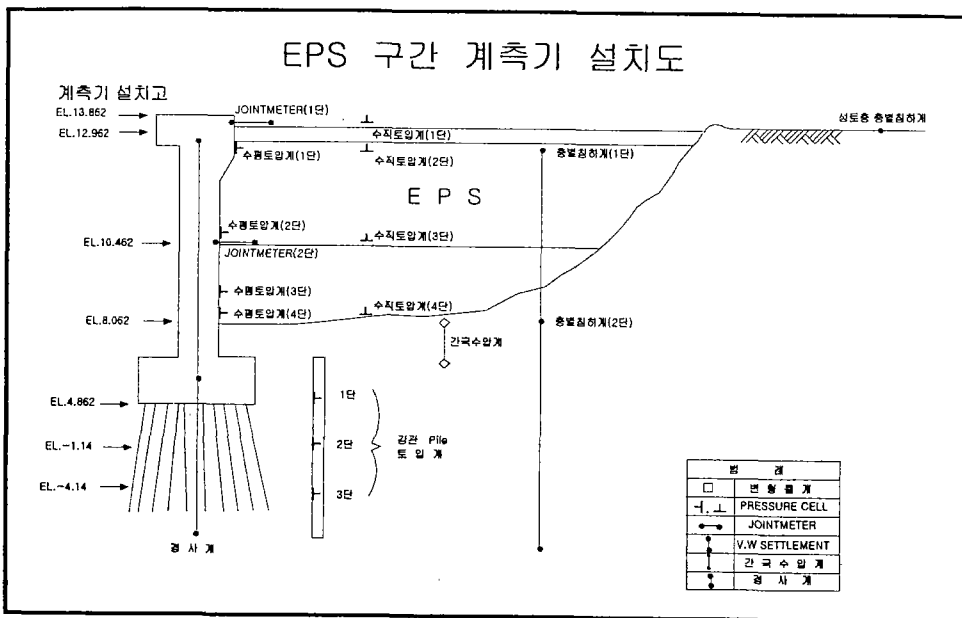 EPS 구간 계측기 설치도
계측기 설치고
EL.13.862
JOINTMETER(1단)
EL.12.962
수직토압계(1단)
성토층 층별침하계
수평토압계(1단)
수직토압계(2단)
층별침하계(1단)
E P S
수평토압계(2단)
수직토압계(3단)
EL.10.462
JOINTMETER(2단)
수평토압계(3단)
수평토압계(4단)
수직토압계(4단)
EL.8.062
층별침하계(2단)
간극수압계
EL.4.862
1단
EL.-1.14
2단
강관 Pile
토압계
EL.-4.14
3단
경 사 계
범 례
변 형 률 계
PRESSURE CELL
JOINTMETER
V.W SETTLEMENT
간 극 수 압 계
경 사 계